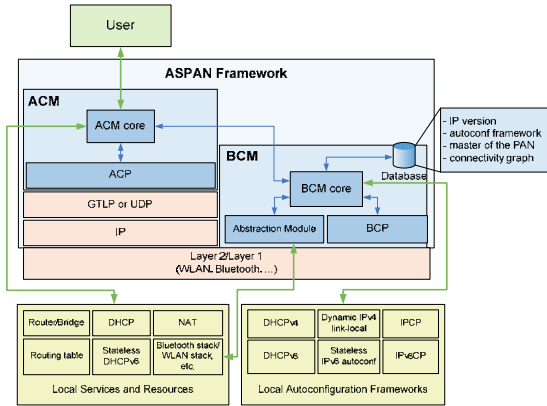 User
ASPAN Framework
ACM
ACM core
ACP
GTLP or UDP
IP
BCM
BCM core
Database
Abstraction Module
BCP
- IP version
- autoconf framework
- master of the PAN
- connectivity graph
Layer 2/Layer 1
(WLAN, Bluetooth, ...)
Router/Bridge
DHCP
NAT
Routing table
Stateless
DHCPv6
Bluetooth stack/
WLAN stack,
etc.
Local Services and Resources
DHCPv4
Dynamic IPv4
link-local
IPCP
DHCPv6
Stateless
IPv6 autoconf
IPv6CP
Local Autoconfiguration Frameworks